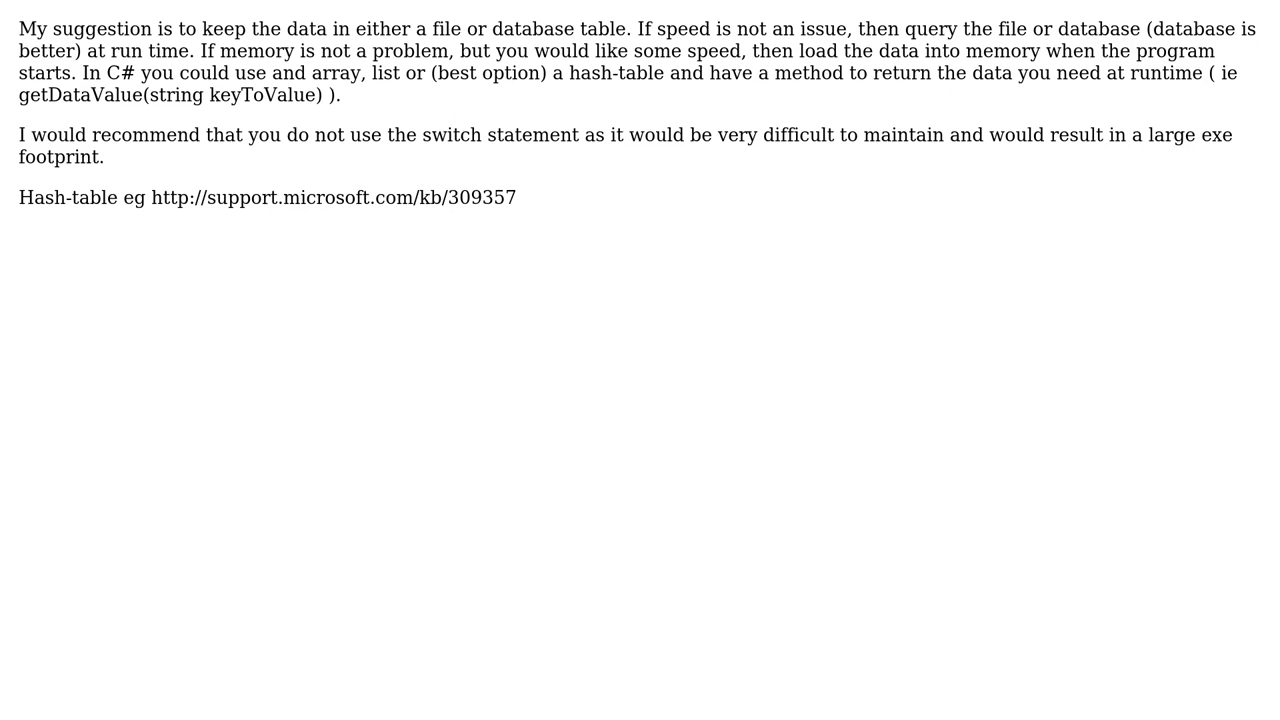 My suggestion is to keep the data in either a file or database table. If speed is not an issue, then query the file or database (database is
better) at run time. If memory is not a problem, but you would like some speed, then load the data into memory when the program
starts. In C# you could use and array, list or (best option) a hash-table and have a method to return the data you need at runtime ( ie
getDataValue(string keyToValue) ).
I would recommend that you do not use the switch statement as it would be very difficult to maintain and would result in a large exe
footprint.
Hash-table eg http://support.microsoft.com/kb/309357